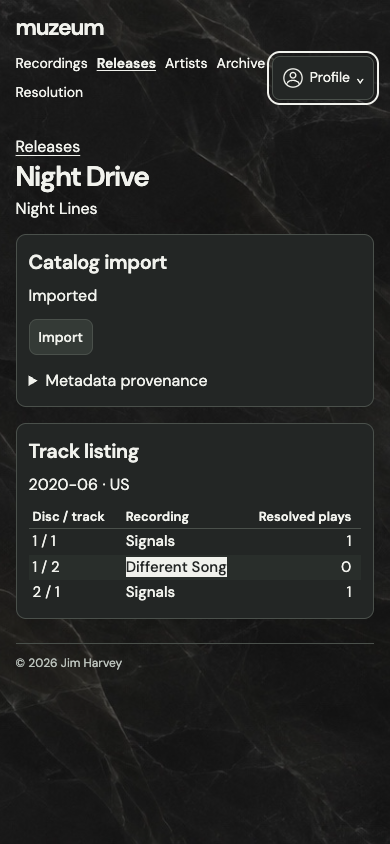 muzeum
Recordings Releases Artists Archive
Profile
Resolution
Releases
Night Drive
Night Lines
Catalog import
Imported
Import
Metadata provenance
Track listing
2020-06 · US
Disc / track Recording Resolved plays
1 / 1 Signals 1
1 / 2 Different Song 0
2 / 1 Signals 1
© 2026 Jim Harvey